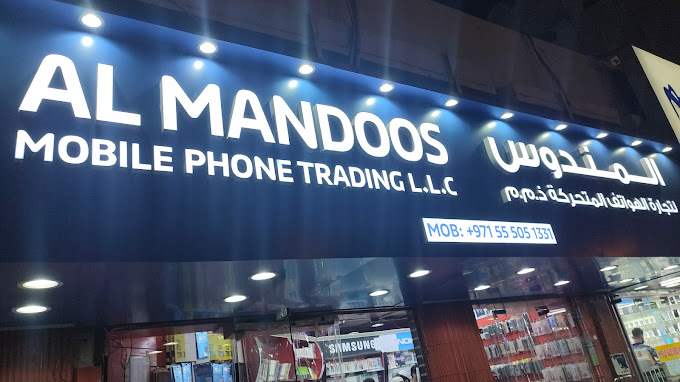 AL MANDOOS
MOBILE PHONE TRADING L.L.C
المندوس
لتجارة الهواتف المتحركة ذ.م.م
MOB: +971 55 505 1331
SAMSUNG